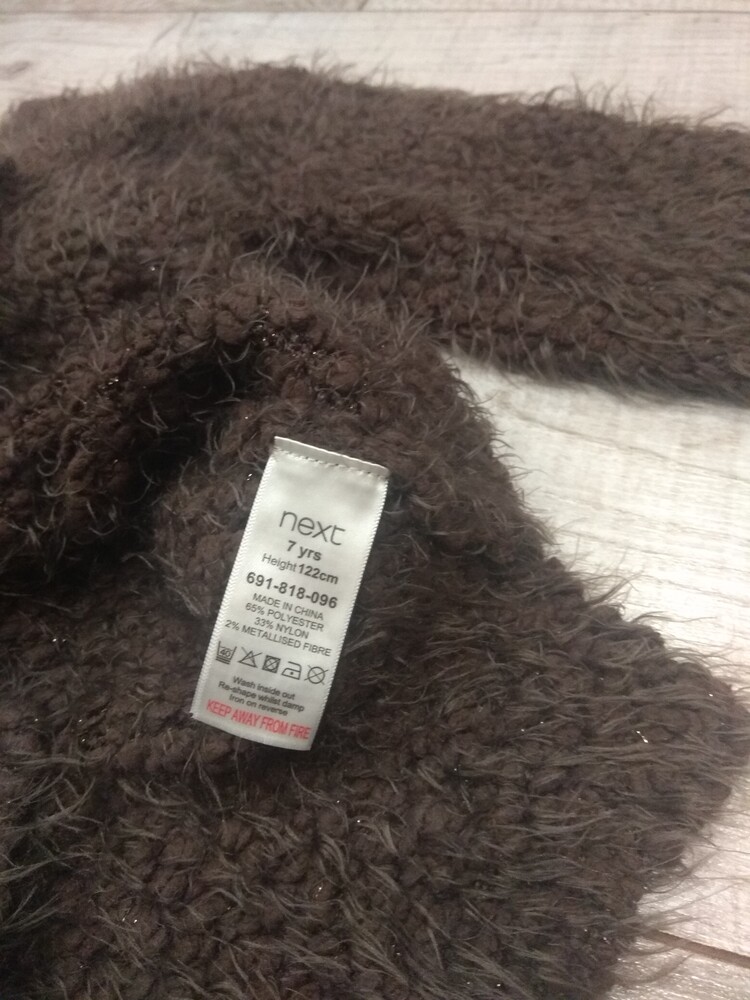 next
7 yrs
Height 122cm
691-818-096
MADE IN CHINA
65% POLYESTER
33% NYLON
2% METALLISED FIBRE
40
Wash inside out
Re-shape whilst damp
Iron on reverse
KEEP AWAY FROM FIRE